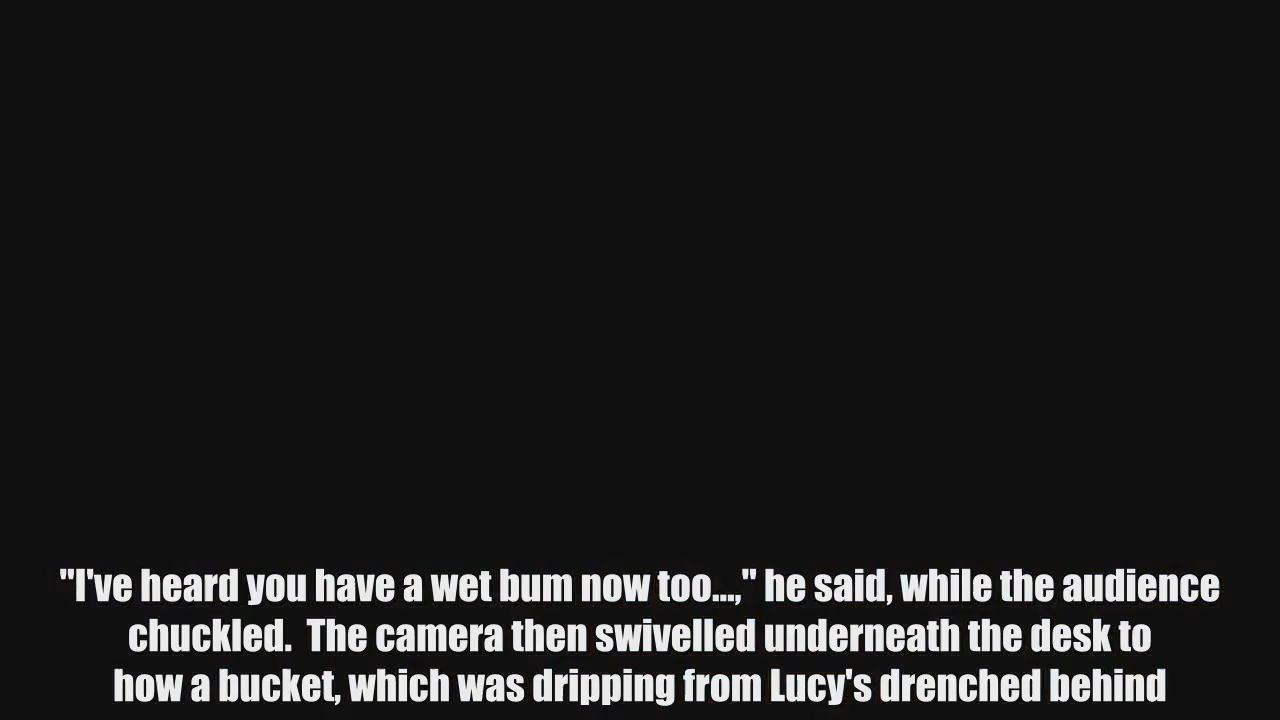 "I've heard you have a wet bum now too...," he said, while the audience
chuckled.  The camera then swivelled underneath the desk to
how a bucket, which was dripping from Lucy's drenched behind